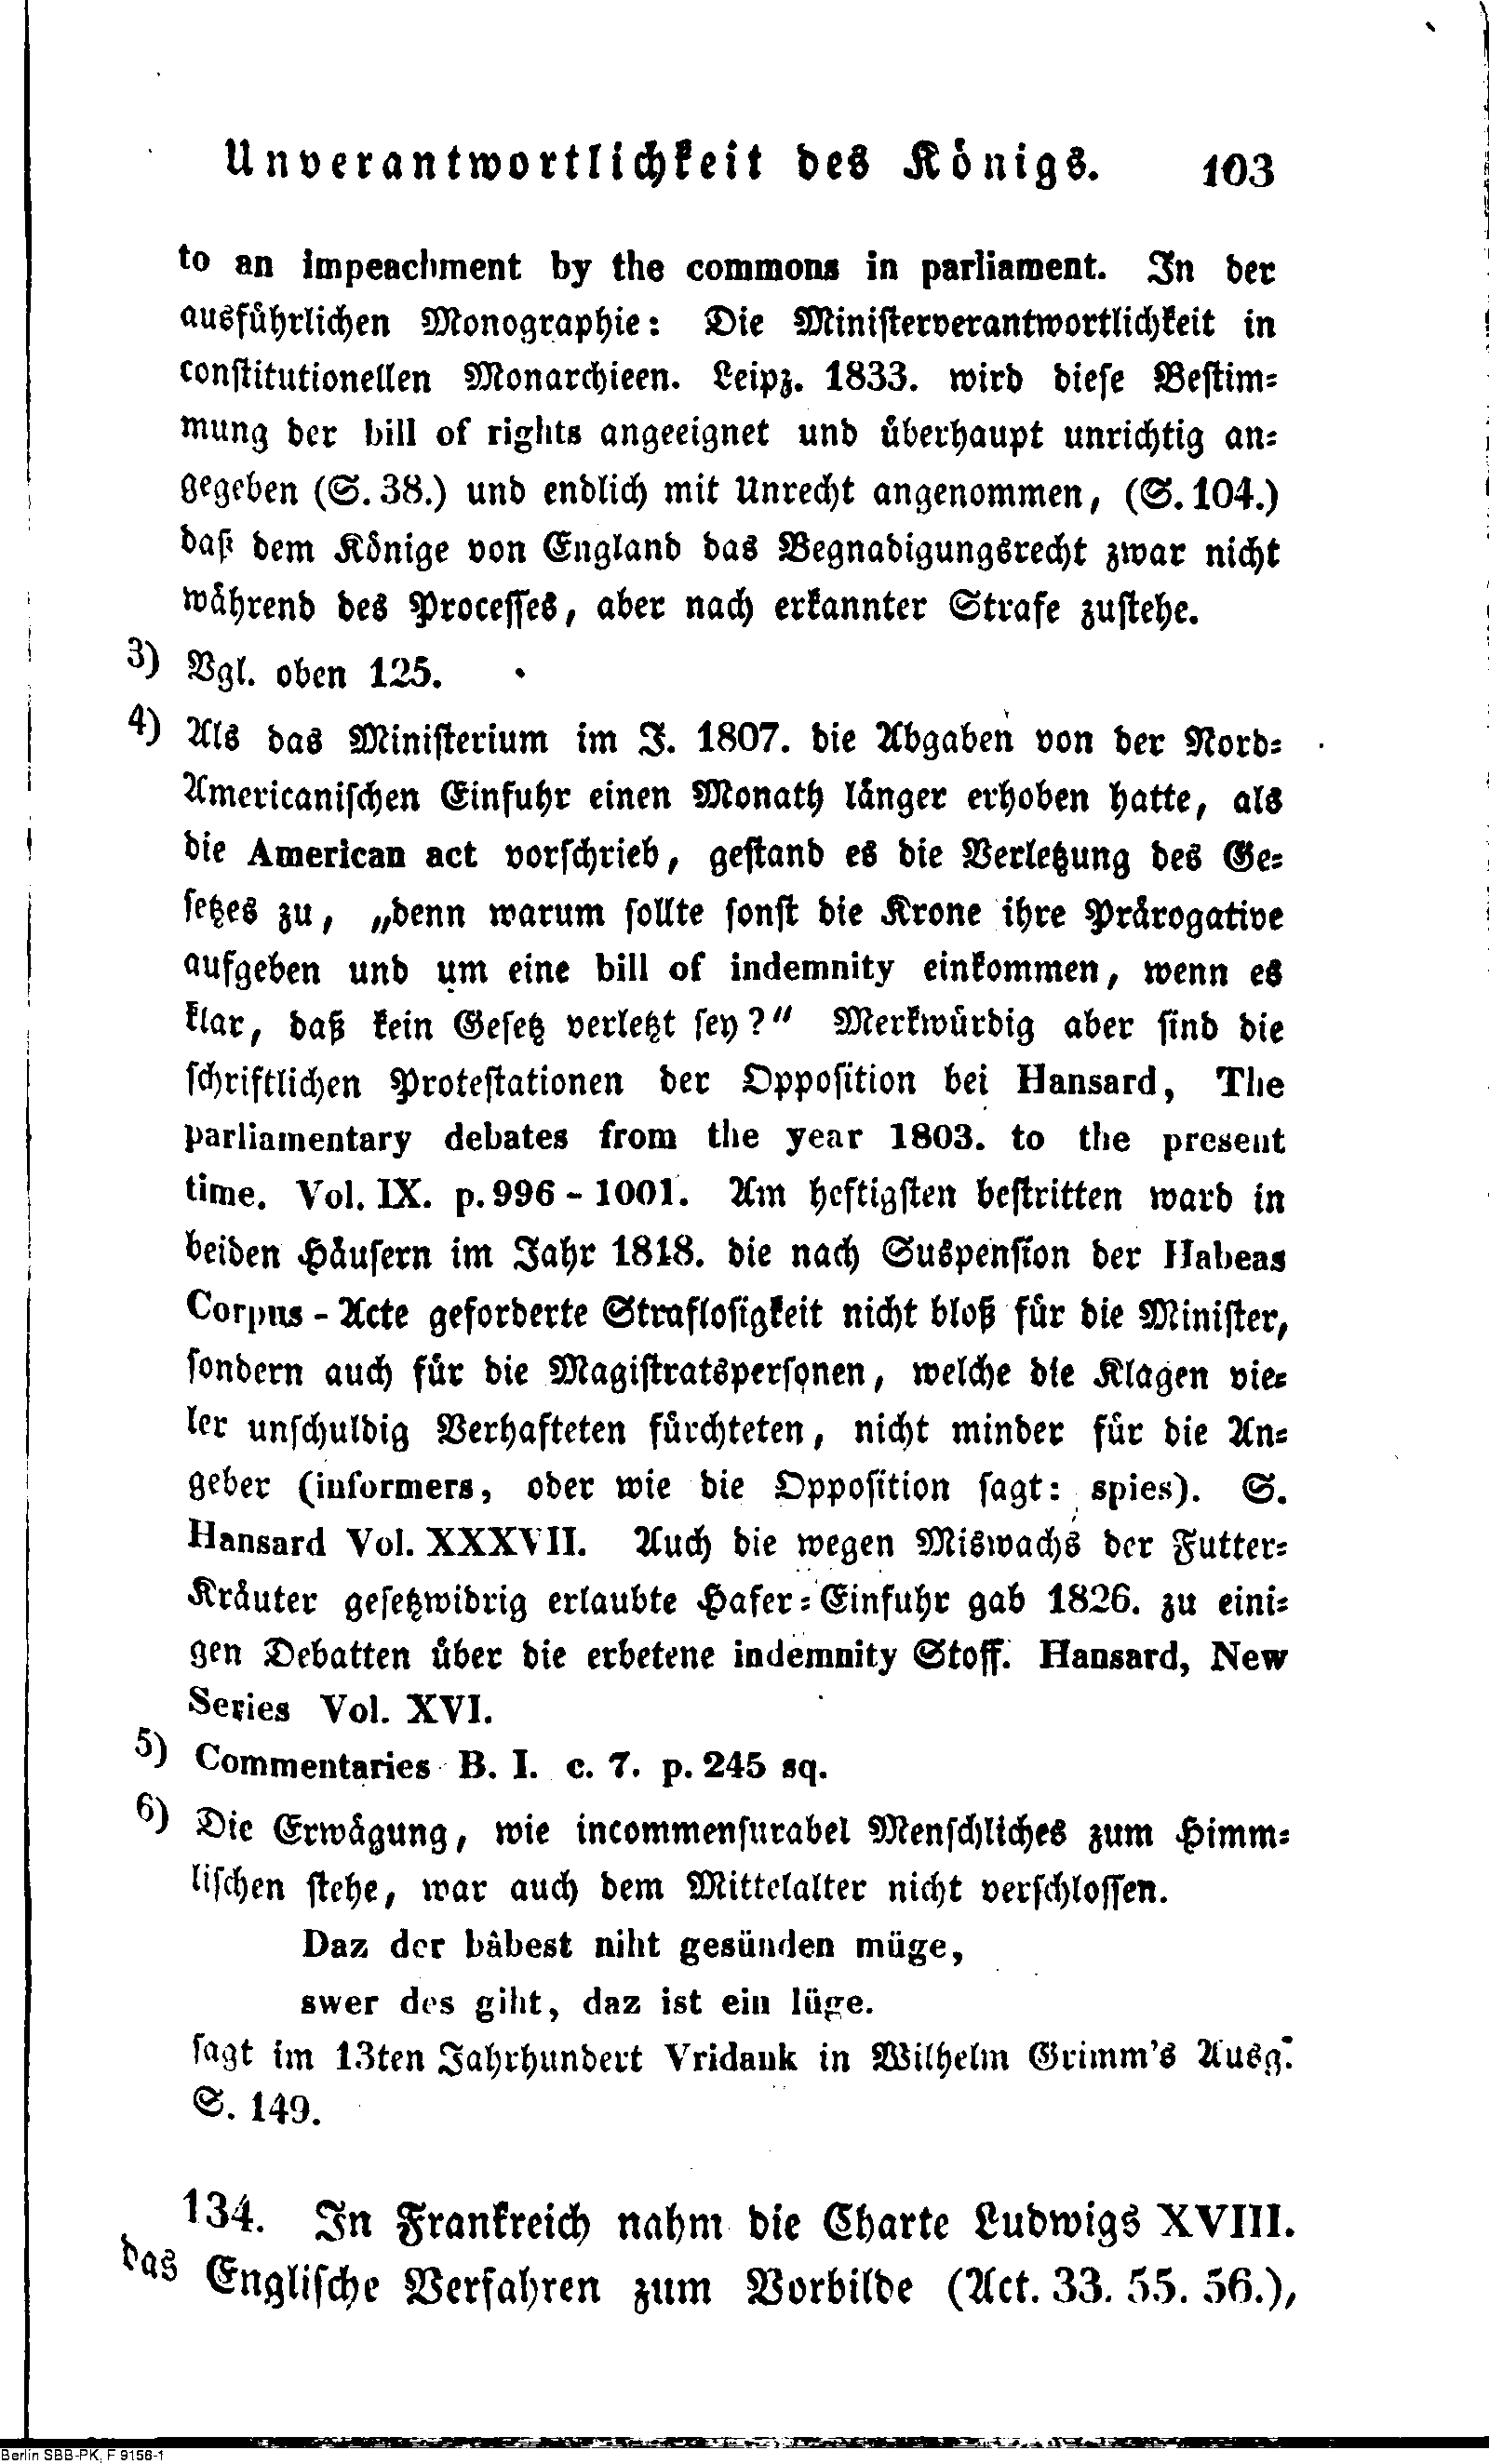 Unverantwortlichkeit des Königs. 103
to an impeachment by the commons in parliament. In der
ausführlichen Monographie: Die Ministerverantwortlichkeit in
constitutionellen Monarchieen. Leipz. 1833. wird diese Bestim⸗
mung der bill of rights angeeignet und überhaupt unrichtig an⸗
gegeben (S. 38.) und endlich mit Unrecht angenommen, (S. 104.)
daß dem Könige von England das Begnadigungsrecht zwar nicht
während des Processes, aber nach erkannter Strafe zustehe.
3) Vgl. oben 125.
4) Als das Ministerium im J. 1807. die Abgaben von der Nord⸗
Americanischen Einfuhr einen Monath länger erhoben hatte, als
die American act vorschrieb, gestand es die Verletzung des Ge⸗
setzes zu, „denn warum sollte sonst die Krone ihre Prärogative
aufgeben und um eine bill of indemnity einkommen, wenn es
klar, daß kein Gesetz verletzt sey?“ Merkwürdig aber sind die
schriftlichen Protestationen der Opposition bei Hansard, The
parliamentary debates from the year 1803. to the present
time. Vol. IX. p. 996 - 1001. Am heftigsten bestritten ward in
beiden Häusern im Jahr 1818. die nach Suspension der Habeas
Corpus - Acte geforderte Straflosigkeit nicht bloß für die Minister,
sondern auch für die Magistratspersonen, welche die Klagen vie⸗
ler unschuldig Verhafteten fürchteten, nicht minder für die An⸗
geber (informers, oder wie die Opposition sagt: spies). S.
Hansard Vol. XXXVII. Auch die wegen Miswachs der Futter⸗
Kräuter gesetzwidrig erlaubte Hafer⸗Einfuhr gab 1826. zu eini⸗
gen Debatten über die erbetene indemnity Stoff. Hansard, New
Series Vol. XVI.
5) Commentaries B. I. c. 7. p. 245 sq.
6) Die Erwägung, wie incommensurabel Menschliches zum Himm⸗
lischen stehe, war auch dem Mittelalter nicht verschlossen.
Daz der bâbest niht gesünden müge,
swer des giht, daz ist ein lüge.
sagt im 13ten Jahrhundert Vridank in Wilhelm Grimm's Ausg.
S. 149.
134. In Frankreich nahm die Charte Ludwigs XVIII.
das Englische Verfahren zum Vorbilde (Act. 33. 55. 56.),
Berlin SBB-PK, F 9156-1